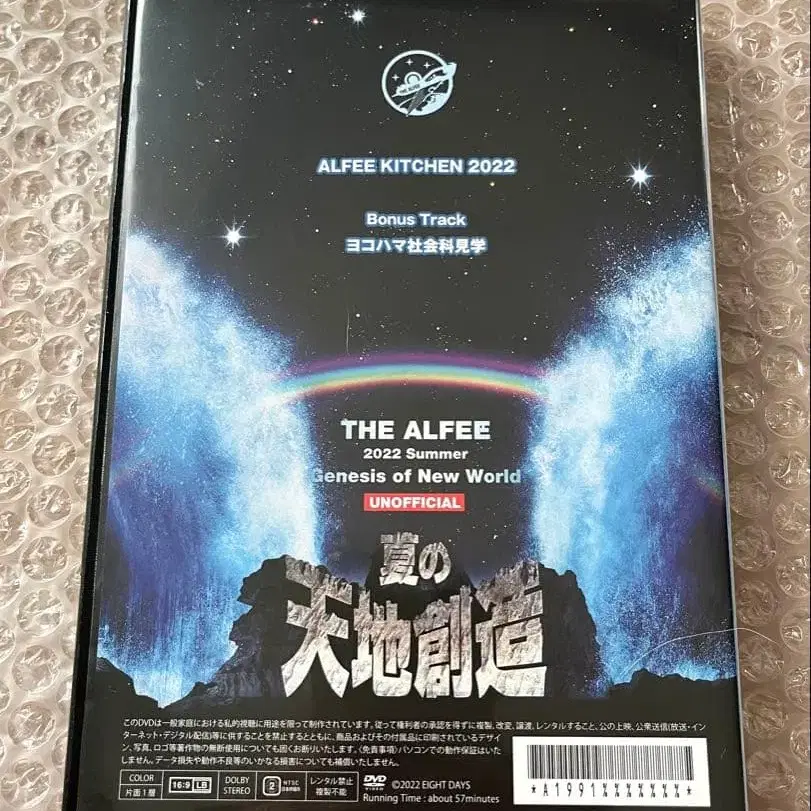 ALFEE KITCHEN 2022
Bonus Track
ヨコハマ社会科見学
THE ALFEE
2022 Summer
Genesis of New World
UNOFFICIAL
夏の
天地創造
このDVDは一般家庭における私的視聴に用途を限って制作されています。従って権利者の承認を得ずに複製、改変、譲渡、レンタルすること、公の上映、公衆送信(放送・イン
ターネット・デジタル配信)等に供することを禁止するとともに、商品およびその付属品に印刷されているデザイ
ン、写真、ロゴ等著作物の無断使用についても固くお断りいたします。〈免責事項〉パソコンでの動作保証はいた
しません。データ損失や動作不良等のいかなる損害についても補償いたしません。
COLOR
片面1層
16:9 LB
DOLBY
STEREO
2
NTSC
日本市場向
レンタル禁止
複製不能
DVD
VIDEO
©2022 EIGHT DAYS
Running Time : about 57minutes
*A1991%%%%%%%*